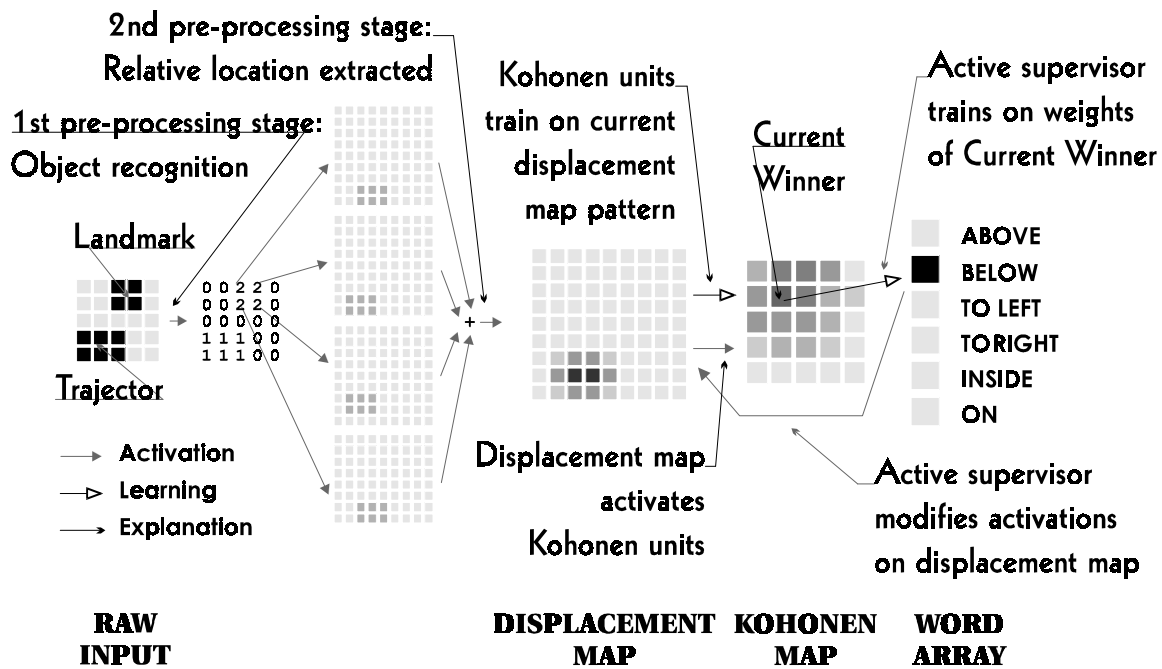 2nd pre-processing stage:
Relative location extracted
1st pre-processing stage:
Object recognition
Landmark
Trajector
0 0 2 2 0
0 0 2 2 0
0 0 0 0 0
1 1 1 0 0
1 1 1 0 0
Activation
Learning
Explanation
+
Kohonen units
train on current
displacement
map pattern
Current
Winner
Active supervisor
trains on weights
of Current Winner
ABOVE
BELOW
TO LEFT
TO RIGHT
INSIDE
ON
Displacement map
activates
Kohonen units
Active supervisor
modifies activations
on displacement map
RAW
INPUT
DISPLACEMENT
MAP
KOHONEN
MAP
WORD
ARRAY